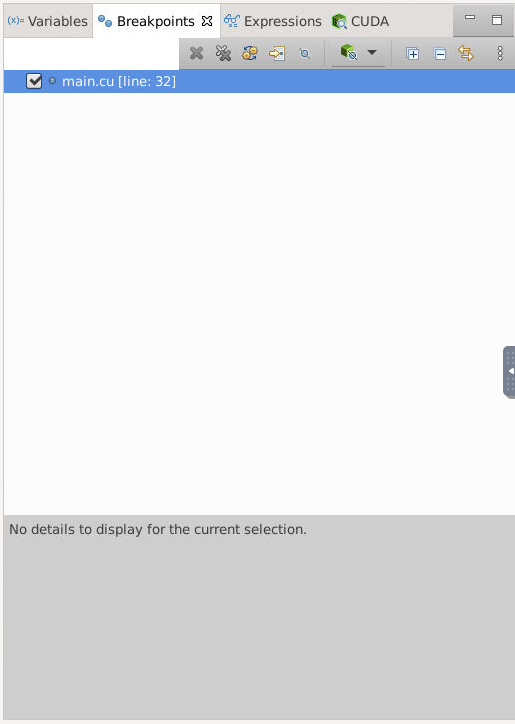 (x)= Variables Breakpoints Expressions CUDA
main.cu [line: 32]
No details to display for the current selection.